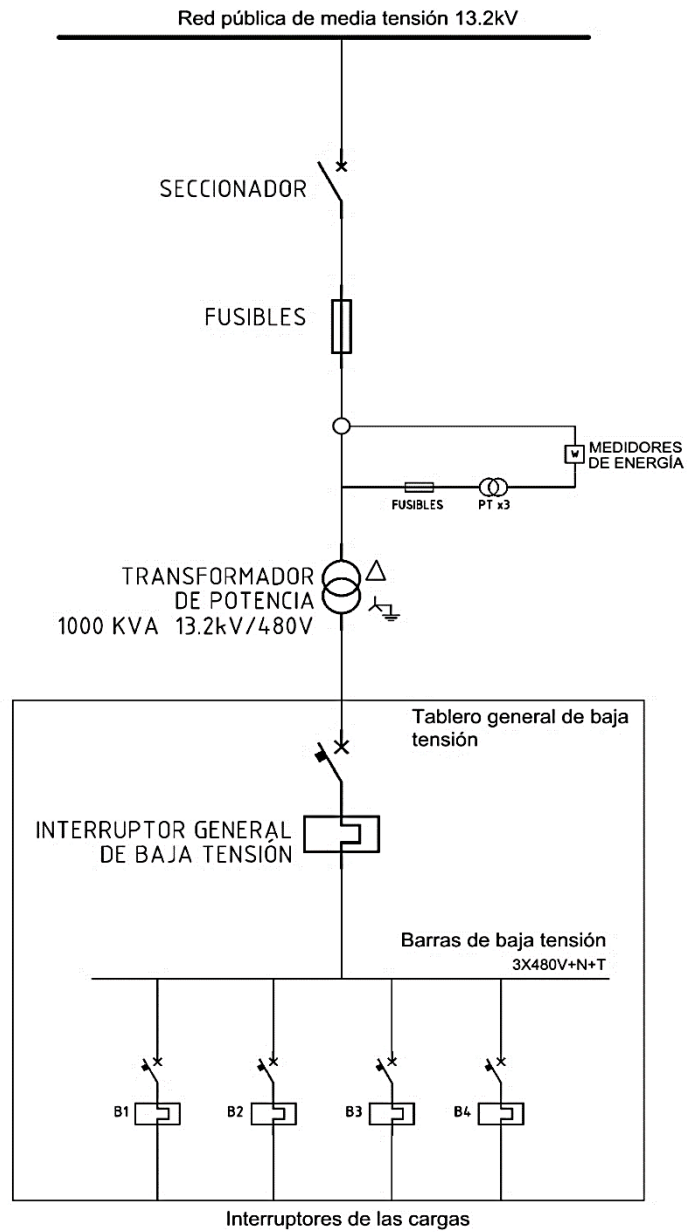 Red pública de media tensión 13.2kV
SECCIONADOR
FUSIBLES
MEDIDORES
DE ENERGÍA
W
FUSIBLES
PT x3
TRANSFORMADOR
DE POTENCIA
1000 KVA 13.2kV/480V
Tablero general de baja
tensión
INTERRUPTOR GENERAL
DE BAJA TENSIÓN
Barras de baja tensión
3X480V+N+T
B1
B2
B3
B4
Interruptores de las cargas